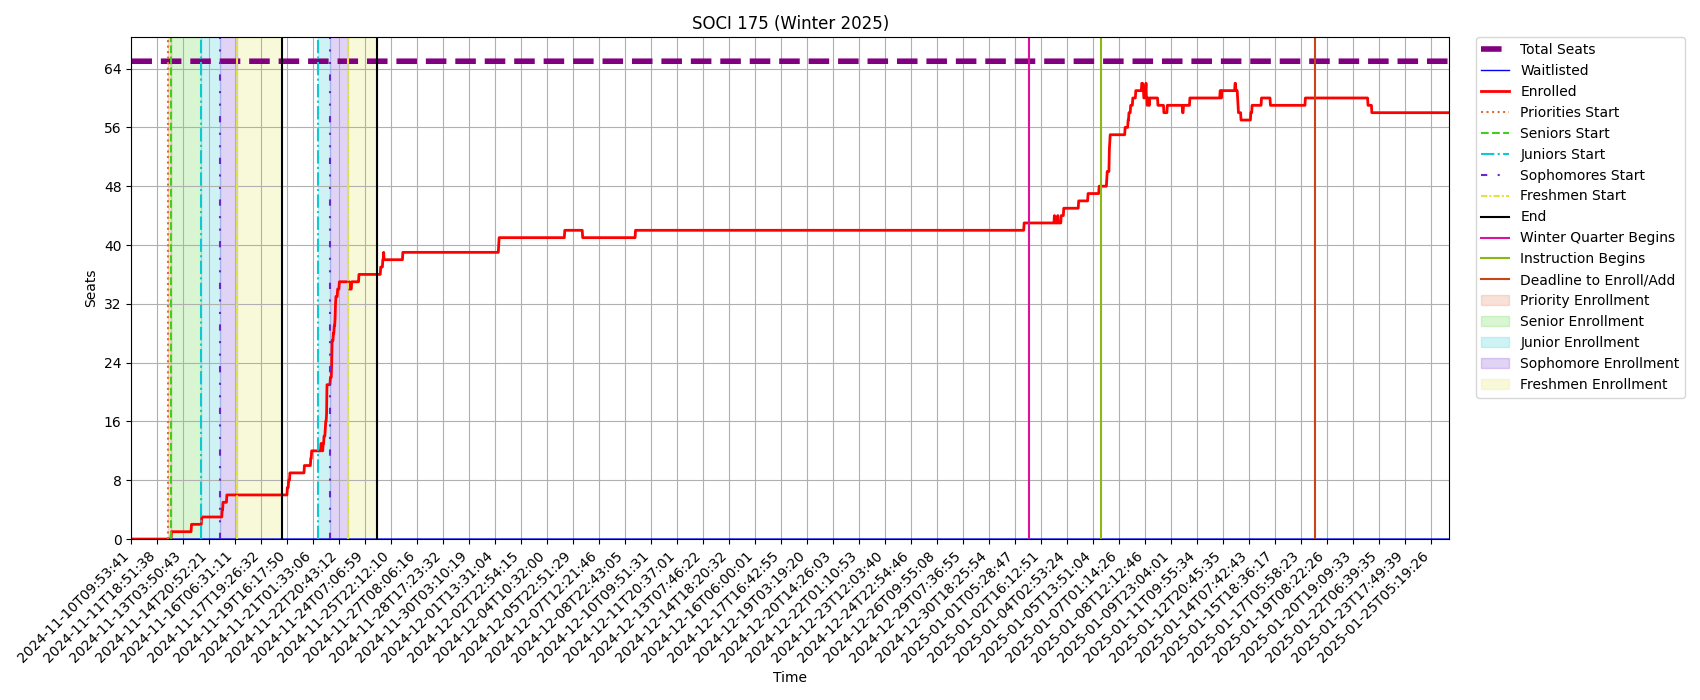 SOCI 175 (Winter 2025)
Seats
64
56
48
40
32
24
16
8
0
2024-11-10T09:53:41
2024-11-11T18:51:38
2024-11-13T03:50:43
2024-11-14T20:52:21
2024-11-16T06:31:11
2024-11-17T19:26:32
2024-11-19T16:17:50
2024-11-21T01:33:06
2024-11-22T20:43:12
2024-11-24T07:06:59
2024-11-25T22:12:10
2024-11-28T08:06:16
2024-11-28T17:23:32
2024-11-30T03:10:19
2024-12-01T13:31:04
2024-12-02T22:54:15
2024-12-04T10:32:00
2024-12-05T22:51:29
2024-12-07T12:21:46
2024-12-08T22:43:05
2024-12-10T09:51:31
2024-12-11T20:37:01
2024-12-13T07:46:22
2024-12-14T18:20:32
2024-12-16T06:00:01
2024-12-17T16:42:55
2024-12-19T03:19:20
2024-12-20T14:26:03
2024-12-22T01:10:53
2024-12-23T12:03:40
2024-12-24T22:54:46
2024-12-26T09:55:08
2024-12-29T07:36:55
2024-12-30T18:25:54
2025-01-01T05:28:47
2025-01-02T16:12:51
2025-01-04T02:53:24
2025-01-05T13:51:04
2025-01-07T01:14:26
2025-01-08T12:12:46
2025-01-09T23:04:01
2025-01-11T09:55:34
2025-01-12T20:45:35
2025-01-14T07:42:43
2025-01-15T18:36:17
2025-01-17T05:58:23
2025-01-19T08:22:26
2025-01-20T19:09:33
2025-01-22T06:39:35
2025-01-23T17:49:39
2025-01-25T05:19:26
Time
Total Seats
Waitlisted
Enrolled
Priorities Start
Seniors Start
Juniors Start
Sophomores Start
Freshmen Start
End
Winter Quarter Begins
Instruction Begins
Deadline to Enroll/Add
Priority Enrollment
Senior Enrollment
Junior Enrollment
Sophomore Enrollment
Freshmen Enrollment